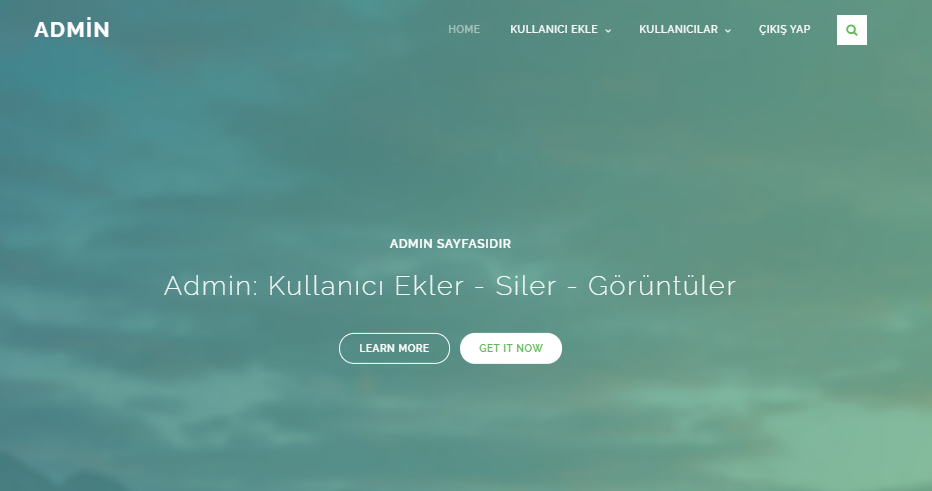 ADMİN
HOME KULLANICI EKLE KULLANICILAR ÇIKIŞ YAP
ADMIN SAYFASIDIR
Admin: Kullanıcı Ekler - Siler - Görüntüler
LEARN MORE GET IT NOW